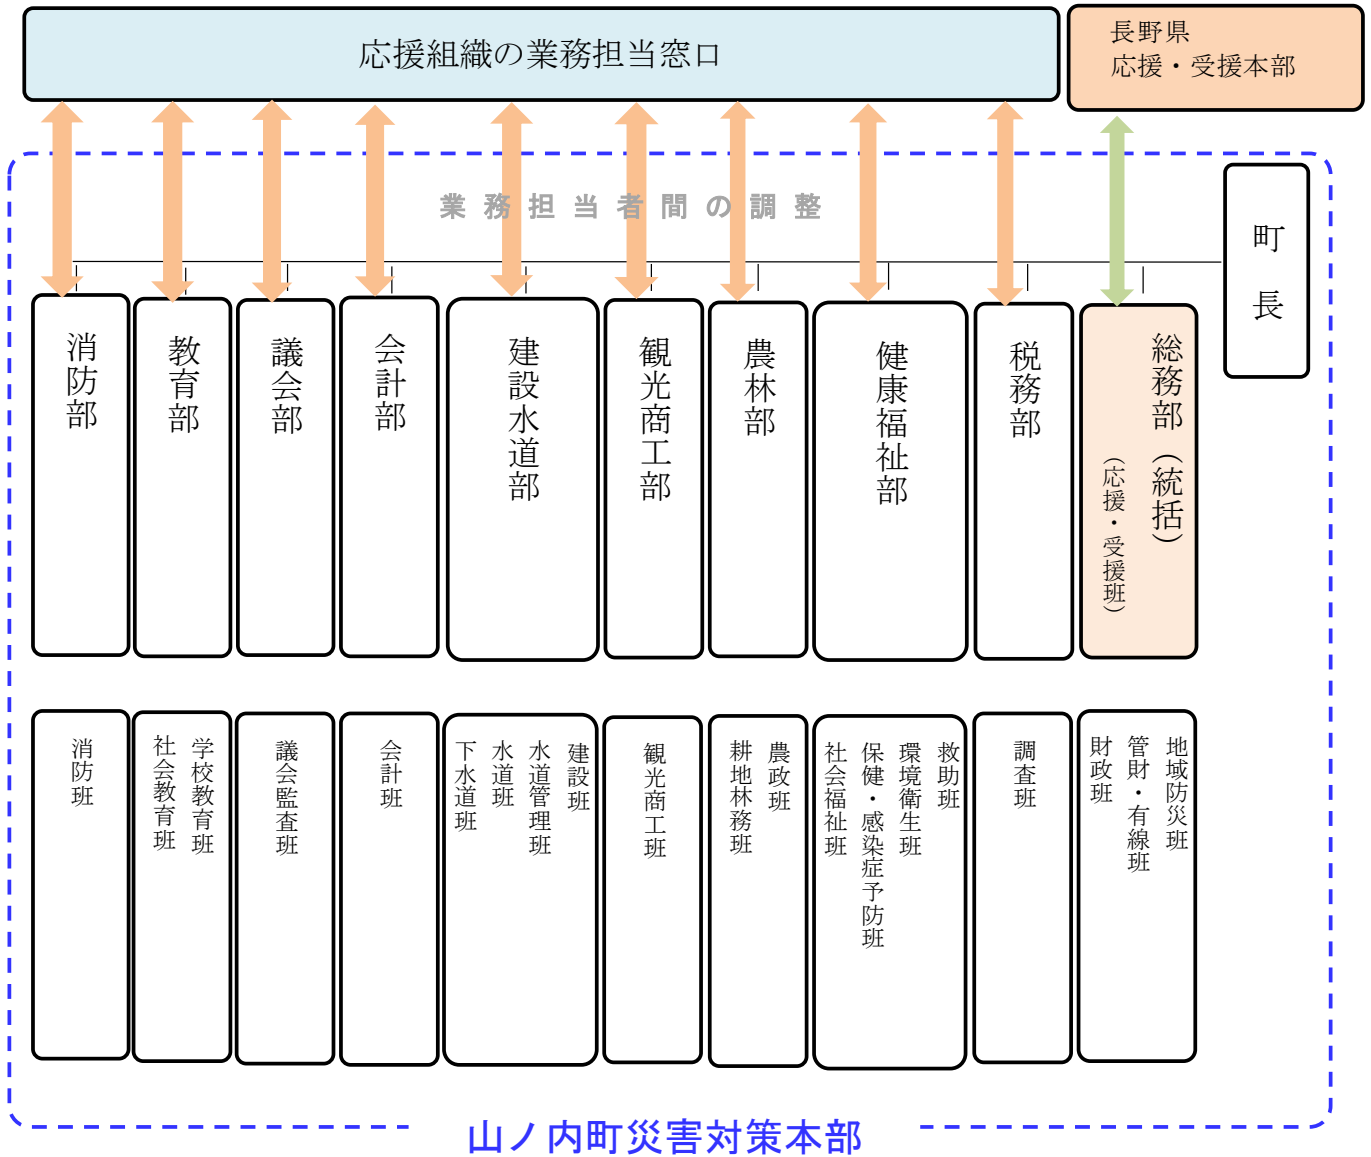 応援組織の業務担当窓口
長野県
応援・受援本部
業務担当者間の調整
町長
総務部（統括）
（応援・受援班）
税務部
健康福祉部
農林部
観光商工部
建設水道部
会計部
議会部
教育部
消防部
地域防災班
管財・有線班
財政班
調査班
救助班
環境衛生班
保健・感染症予防班
社会福祉班
農政班
耕地林務班
観光商工班
建設班
水道管理班
水道班
下水道班
会計班
議会監査班
学校教育班
社会教育班
消防班
山ノ内町災害対策本部